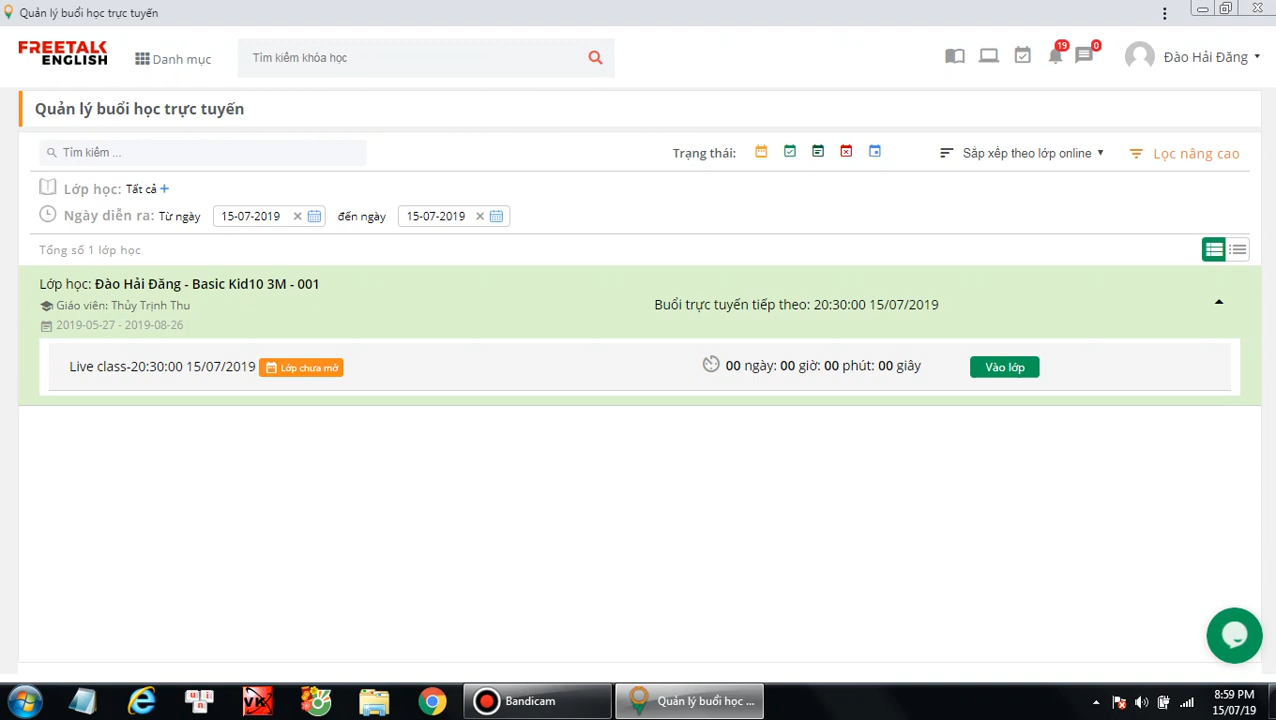 Quản lý buổi học trực tuyến
FREETALK
ENGLISH
Danh mục
Tìm kiếm khóa học
19
0
Đào Hải Đăng
Quản lý buổi học trực tuyến
Tìm kiếm ...
Trạng thái:
Sắp xếp theo lớp online
Lọc nâng cao
Lớp học: Tất cả +
Ngày diễn ra: Từ ngày 15-07-2019 đến ngày 15-07-2019
Tổng số 1 lớp học
Lớp học: Đào Hải Đăng - Basic Kid10 3M - 001
Giáo viên: Thủy Trịnh Thu
2019-05-27 - 2019-08-26
Buổi trực tuyến tiếp theo: 20:30:00 15/07/2019
Live class-20:30:00 15/07/2019 Lớp chưa mở
00 ngày: 00 giờ: 00 phút: 00 giây
Vào lớp
Bandicam
Quản lý buổi học ...
8:59 PM
15/07/19